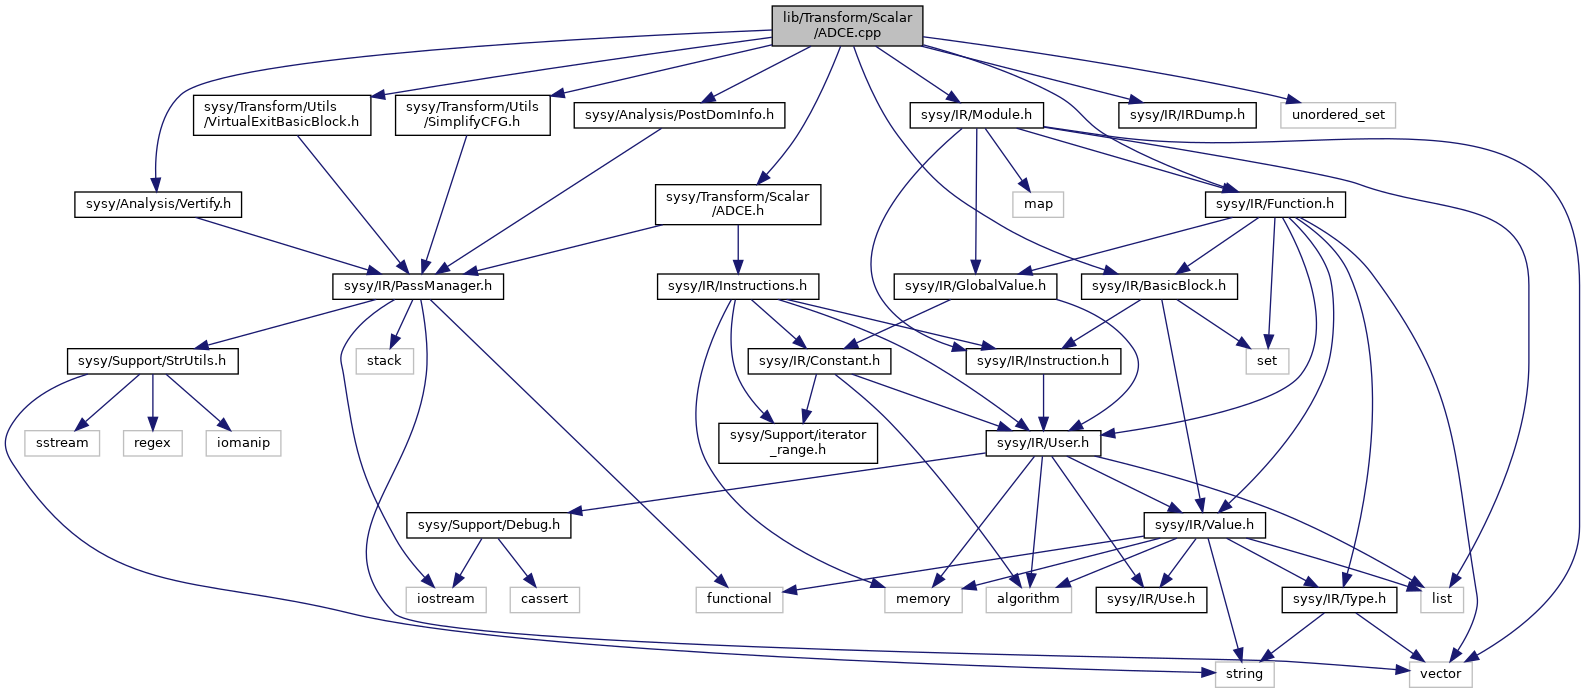 lib/Transform/Scalar
/ADCE.cpp
sysy/Transform/Utils
/VirtualExitBasicBlock.h
sysy/Transform/Utils
/SimplifyCFG.h
sysy/Analysis/PostDomInfo.h
sysy/IR/Module.h
sysy/IR/IRDump.h
unordered_set
sysy/Analysis/Vertify.h
sysy/Transform/Scalar
/ADCE.h
map
sysy/IR/Function.h
sysy/IR/PassManager.h
sysy/IR/Instructions.h
sysy/IR/GlobalValue.h
sysy/IR/BasicBlock.h
sysy/Support/StrUtils.h
stack
sysy/IR/Constant.h
sysy/IR/Instruction.h
set
sstream
regex
iomanip
sysy/Support/iterator
_range.h
sysy/IR/User.h
sysy/Support/Debug.h
sysy/IR/Value.h
iostream
cassert
functional
memory
algorithm
sysy/IR/Use.h
sysy/IR/Type.h
list
string
vector